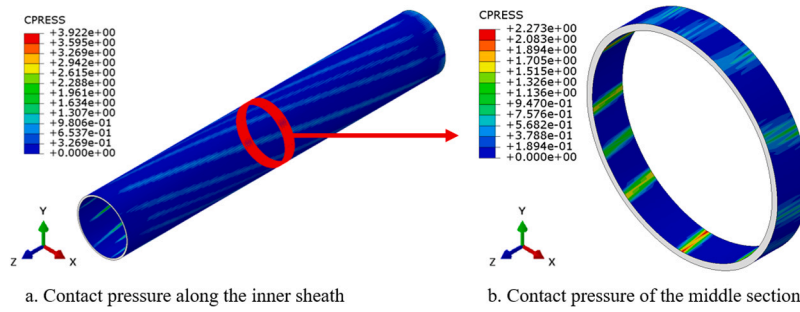 CPRESS
+3.922e+00
+3.595e+00
+3.269e+00
+2.942e+00
+2.615e+00
+2.288e+00
+1.961e+00
+1.634e+00
+1.307e+00
+9.806e-01
+6.537e-01
+3.269e-01
+0.000e+00
Y
Z
X
a. Contact pressure along the inner sheath
CPRESS
+2.273e+00
+2.083e+00
+1.894e+00
+1.705e+00
+1.515e+00
+1.326e+00
+1.136e+00
+9.470e-01
+7.576e-01
+5.682e-01
+3.788e-01
+1.894e-01
+0.000e+00
Y
Z
X
b. Contact pressure of the middle section